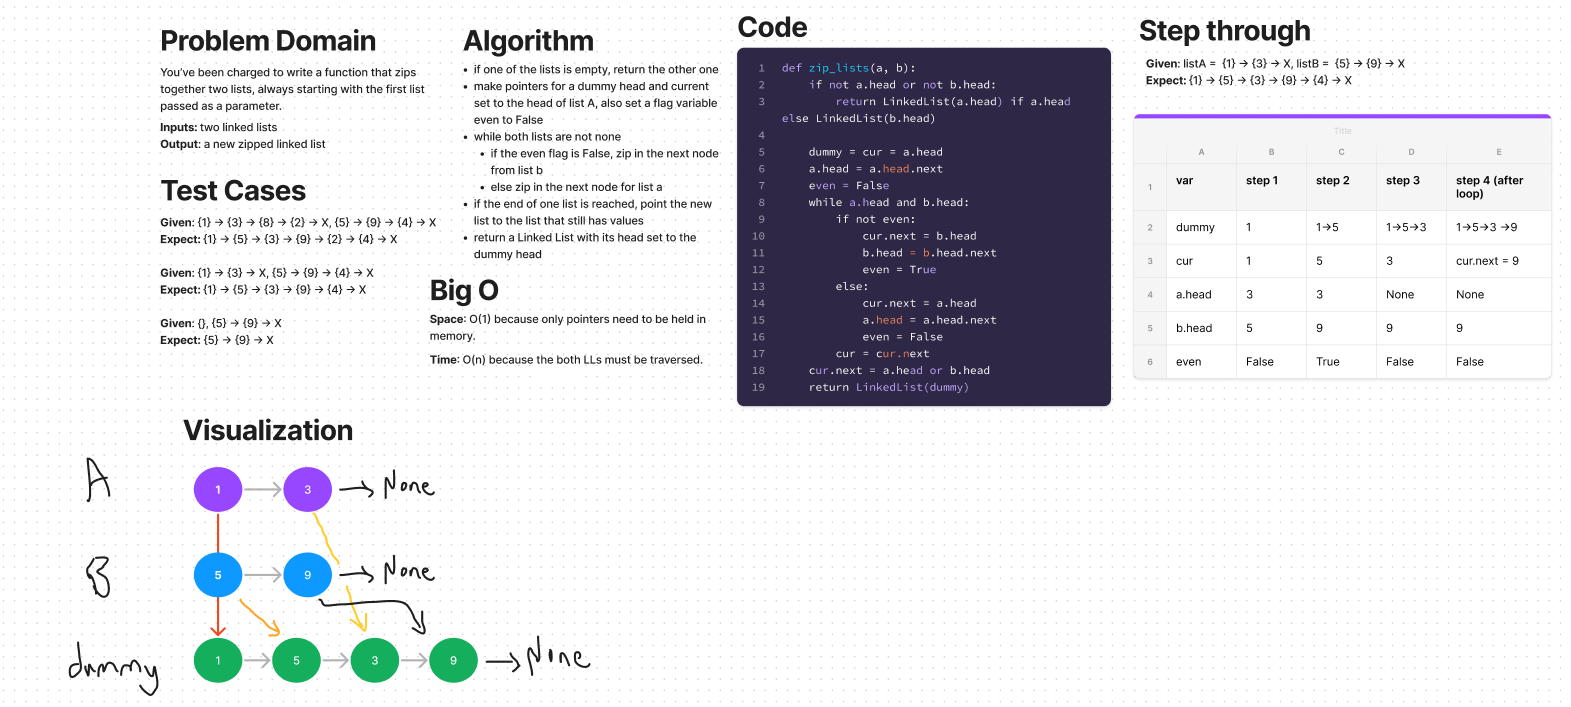 Problem Domain
You've been charged to write a function that zips
together two lists, always starting with the first list
passed as a parameter.
Inputs: two linked lists
Output: a new zipped linked list
Test Cases
Given: {1} → {3} → {8} → {2} → X, {5} → {9} → {4} → X
Expect: {1} → {5} → {3} → {9} → {2} → {4} → X
Given: {1} → {3} → X, {5} → {9} → {4} → X
Expect: {1} → {5} → {3} → {9} → {4} → X
Given: {}, {5} → {9} → X
Expect: {5} → {9} → X
Algorithm
• if one of the lists is empty, return the other one
• make pointers for a dummy head and current
set to the head of list A, also set a flag variable
even to False
• while both lists are not none
• if the even flag is False, zip in the next node
from list b
• else zip in the next node for list a
• if the end of one list is reached, point the new
list to the list that still has values
• return a Linked List with its head set to the
dummy head
Big O
Space: O(1) because only pointers need to be held in
memory.
Time: O(n) because the both LLs must be traversed.
Code
1 def zip_lists(a, b):
2     if not a.head or not b.head:
3         return LinkedList(a.head) if a.head
else LinkedList(b.head)
4
5     dummy = cur = a.head
6     a.head = a.head.next
7     even = False
8     while a.head and b.head:
9         if not even:
10             cur.next = b.head
11             b.head = b.head.next
12             even = True
13         else:
14             cur.next = a.head
15             a.head = a.head.next
16             even = False
17         cur = cur.next
18     cur.next = a.head or b.head
19     return LinkedList(dummy)
Step through
Given: listA = {1} → {3} → X, listB = {5} → {9} → X
Expect: {1} → {5} → {3} → {9} → {4} → X
Title
A B C D E
1 var step 1 step 2 step 3 step 4 (after
loop)
2 dummy 1 1→5 1→5→3 1→5→3 →9
3 cur 1 5 3 cur.next = 9
4 a.head 3 3 None None
5 b.head 5 9 9 9
6 even False True False False
Visualization
A 1 3 None
B 5 9 None
dummy 1 5 3 9 None